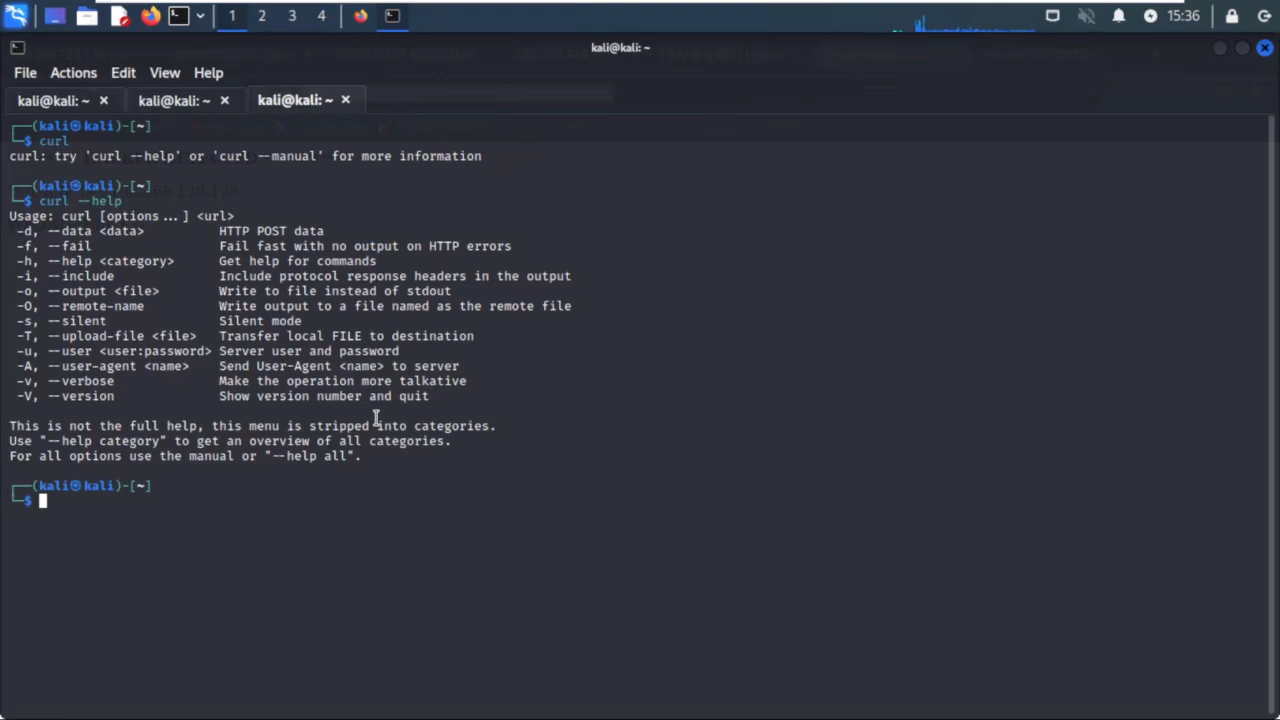 1 2 3 4 15:36
kali@kali: ~
File Actions Edit View Help
kali@kali: ~ × kali@kali: ~ × kali@kali: ~ ×
┌──(kali㉿kali)-[~]
└─$ curl
curl: try 'curl --help' or 'curl --manual' for more information
┌──(kali㉿kali)-[~]
└─$ curl --help
Usage: curl [options...] <url>
-d, --data <data> HTTP POST data
-f, --fail Fail fast with no output on HTTP errors
-h, --help <category> Get help for commands
-i, --include Include protocol response headers in the output
-o, --output <file> Write to file instead of stdout
-O, --remote-name Write output to a file named as the remote file
-s, --silent Silent mode
-T, --upload-file <file> Transfer local FILE to destination
-u, --user <user:password> Server user and password
-A, --user-agent <name> Send User-Agent <name> to server
-v, --verbose Make the operation more talkative
-V, --version Show version number and quit
This is not the full help, this menu is stripped into categories.
Use "--help category" to get an overview of all categories.
For all options use the manual or "--help all".
┌──(kali㉿kali)-[~]
└─$